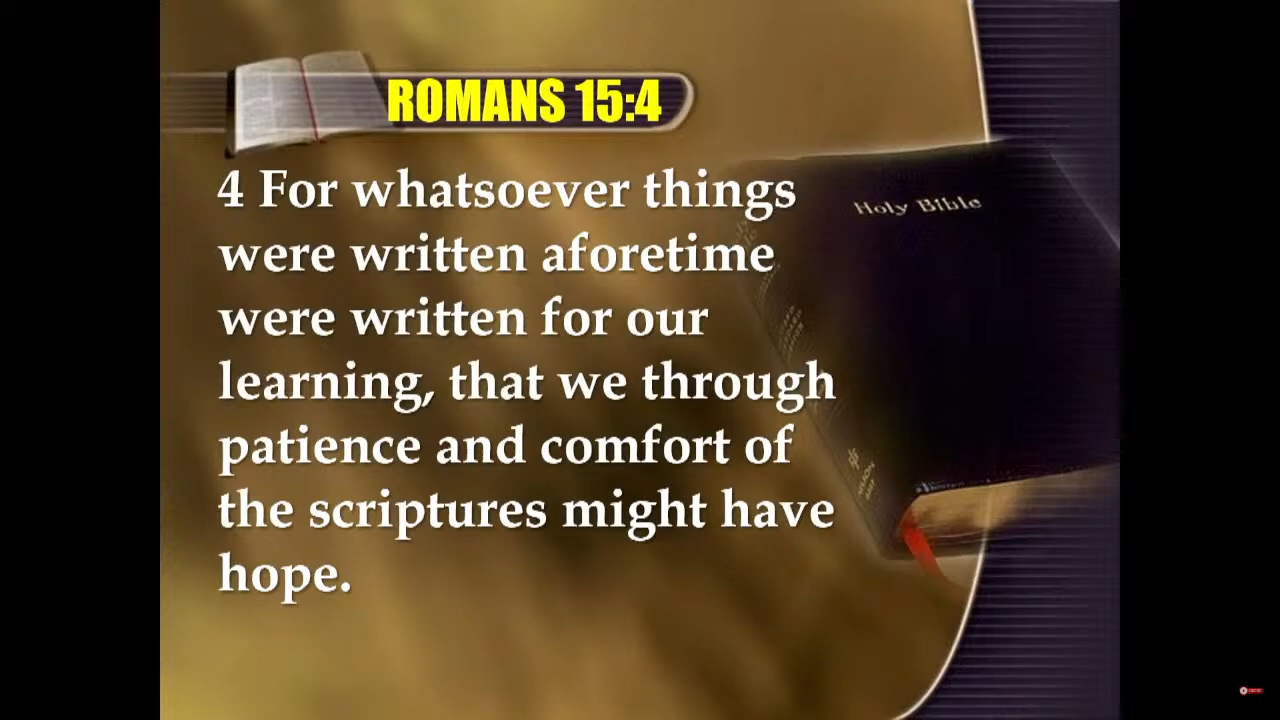 ROMANS 15:4
4 For whatsoever things
were written aforetime
were written for our
learning, that we through
patience and comfort of
the scriptures might have
hope.
Holy Bible